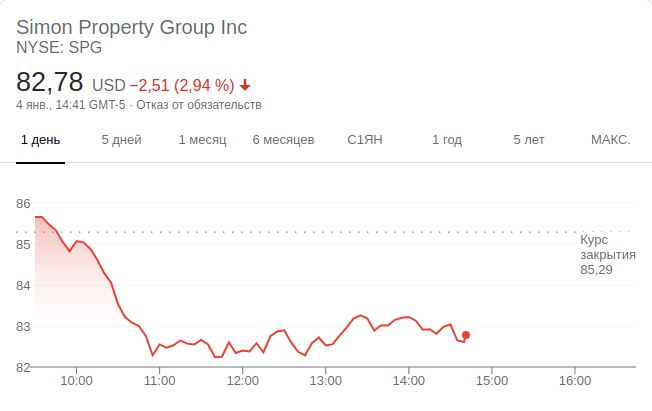 Simon Property Group Inc
NYSE: SPG
82,78 USD −2,51 (2,94 %)
4 янв., 14:41 GMT-5 · Отказ от обязательств
1 день 5 дней 1 месяц 6 месяцев С1ЯН 1 год 5 лет МАКС.
86
85
84
83
82
Курс
закрытия
85,29
10:00 11:00 12:00 13:00 14:00 15:00 16:00